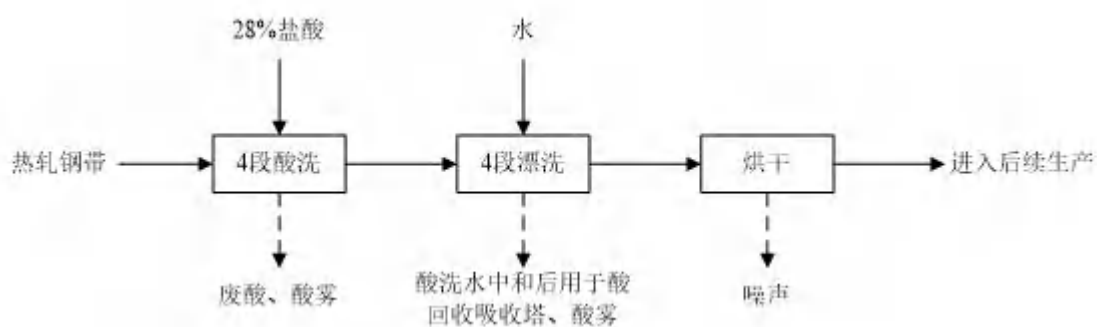 28%盐酸
水
热轧钢带
4段酸洗
4段漂洗
烘干
进入后续生产
废酸、酸雾
酸洗水中和后用于酸
回收吸收塔、酸雾
噪声